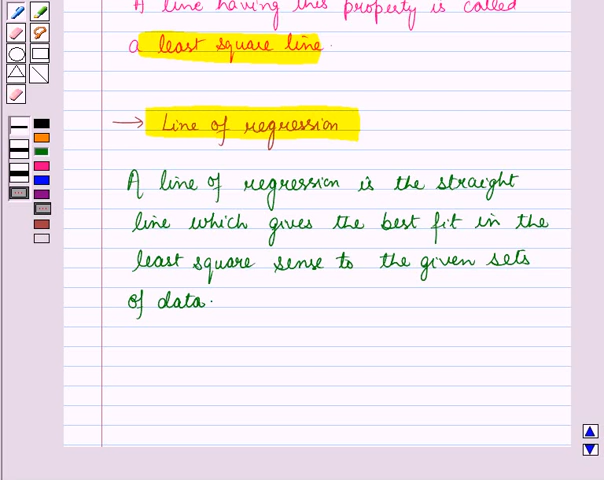 A line having this property is called
a least square line.
→ Line of regression
A line of regression is the straight
line which gives the best fit in the
least square sense to the given sets
of data.